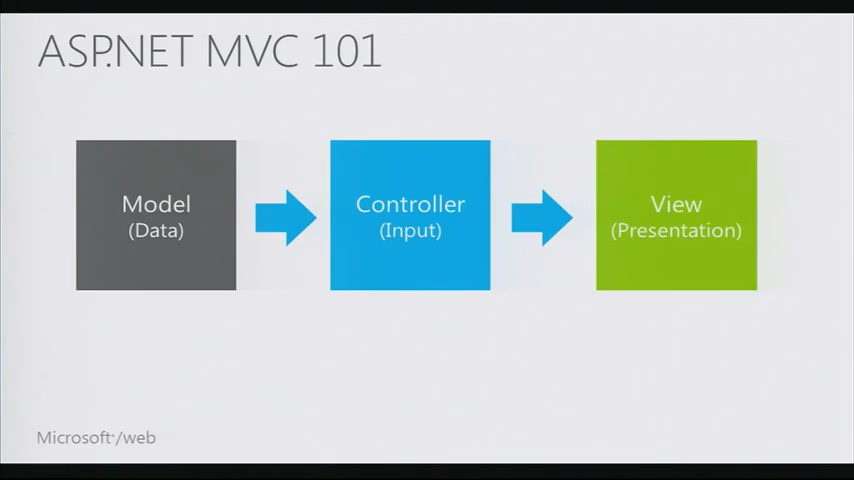 ASP.NET MVC 101
Model
(Data)
Controller
(Input)
View
(Presentation)
Microsoft®/web